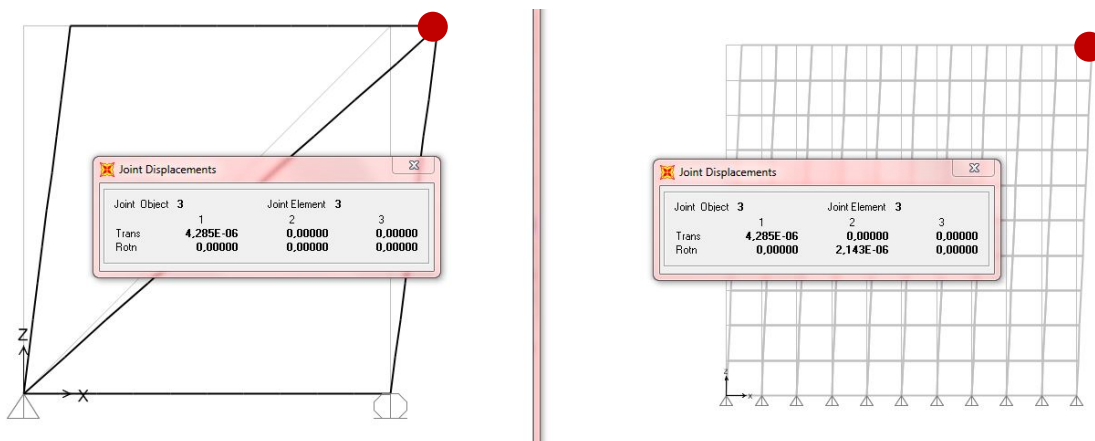 Joint Displacements
Joint Object 3 Joint Element 3
1 2 3
Trans 4,285E-06 0,00000 0,00000
Rotn 0,00000 0,00000 0,00000
Z
X
Joint Displacements
Joint Object 3 Joint Element 3
1 2 3
Trans 4,285E-06 0,00000 0,00000
Rotn 0,00000 2,143E-06 0,00000
z
x